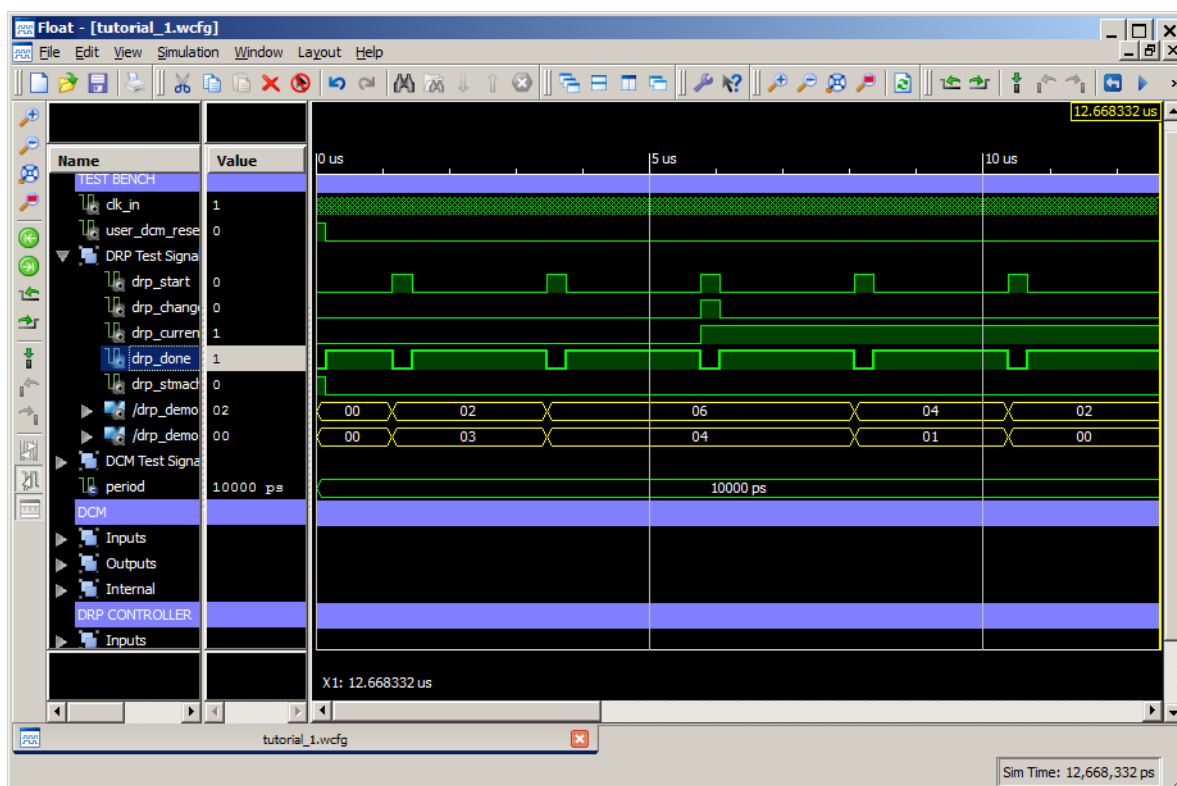 Float - [tutorial_1.wcfg]
File Edit View Simulation Window Layout Help
12.668332 us
Name Value
0 us 5 us 10 us
TEST BENCH
clk_in 1
user_dcm_rese 0
DRP Test Signa
drp_start 0
drp_chang 0
drp_curren 1
drp_done 1
drp_stmach 0
/drp_demo 02 00 02 06 04 02
/drp_demo 00 00 03 04 01 00
DCM Test Signa
period 10000 ps 10000 ps
DCM
Inputs
Outputs
Internal
DRP CONTROLLER
Inputs
X1: 12.668332 us
tutorial_1.wcfg
Sim Time: 12,668,332 ps